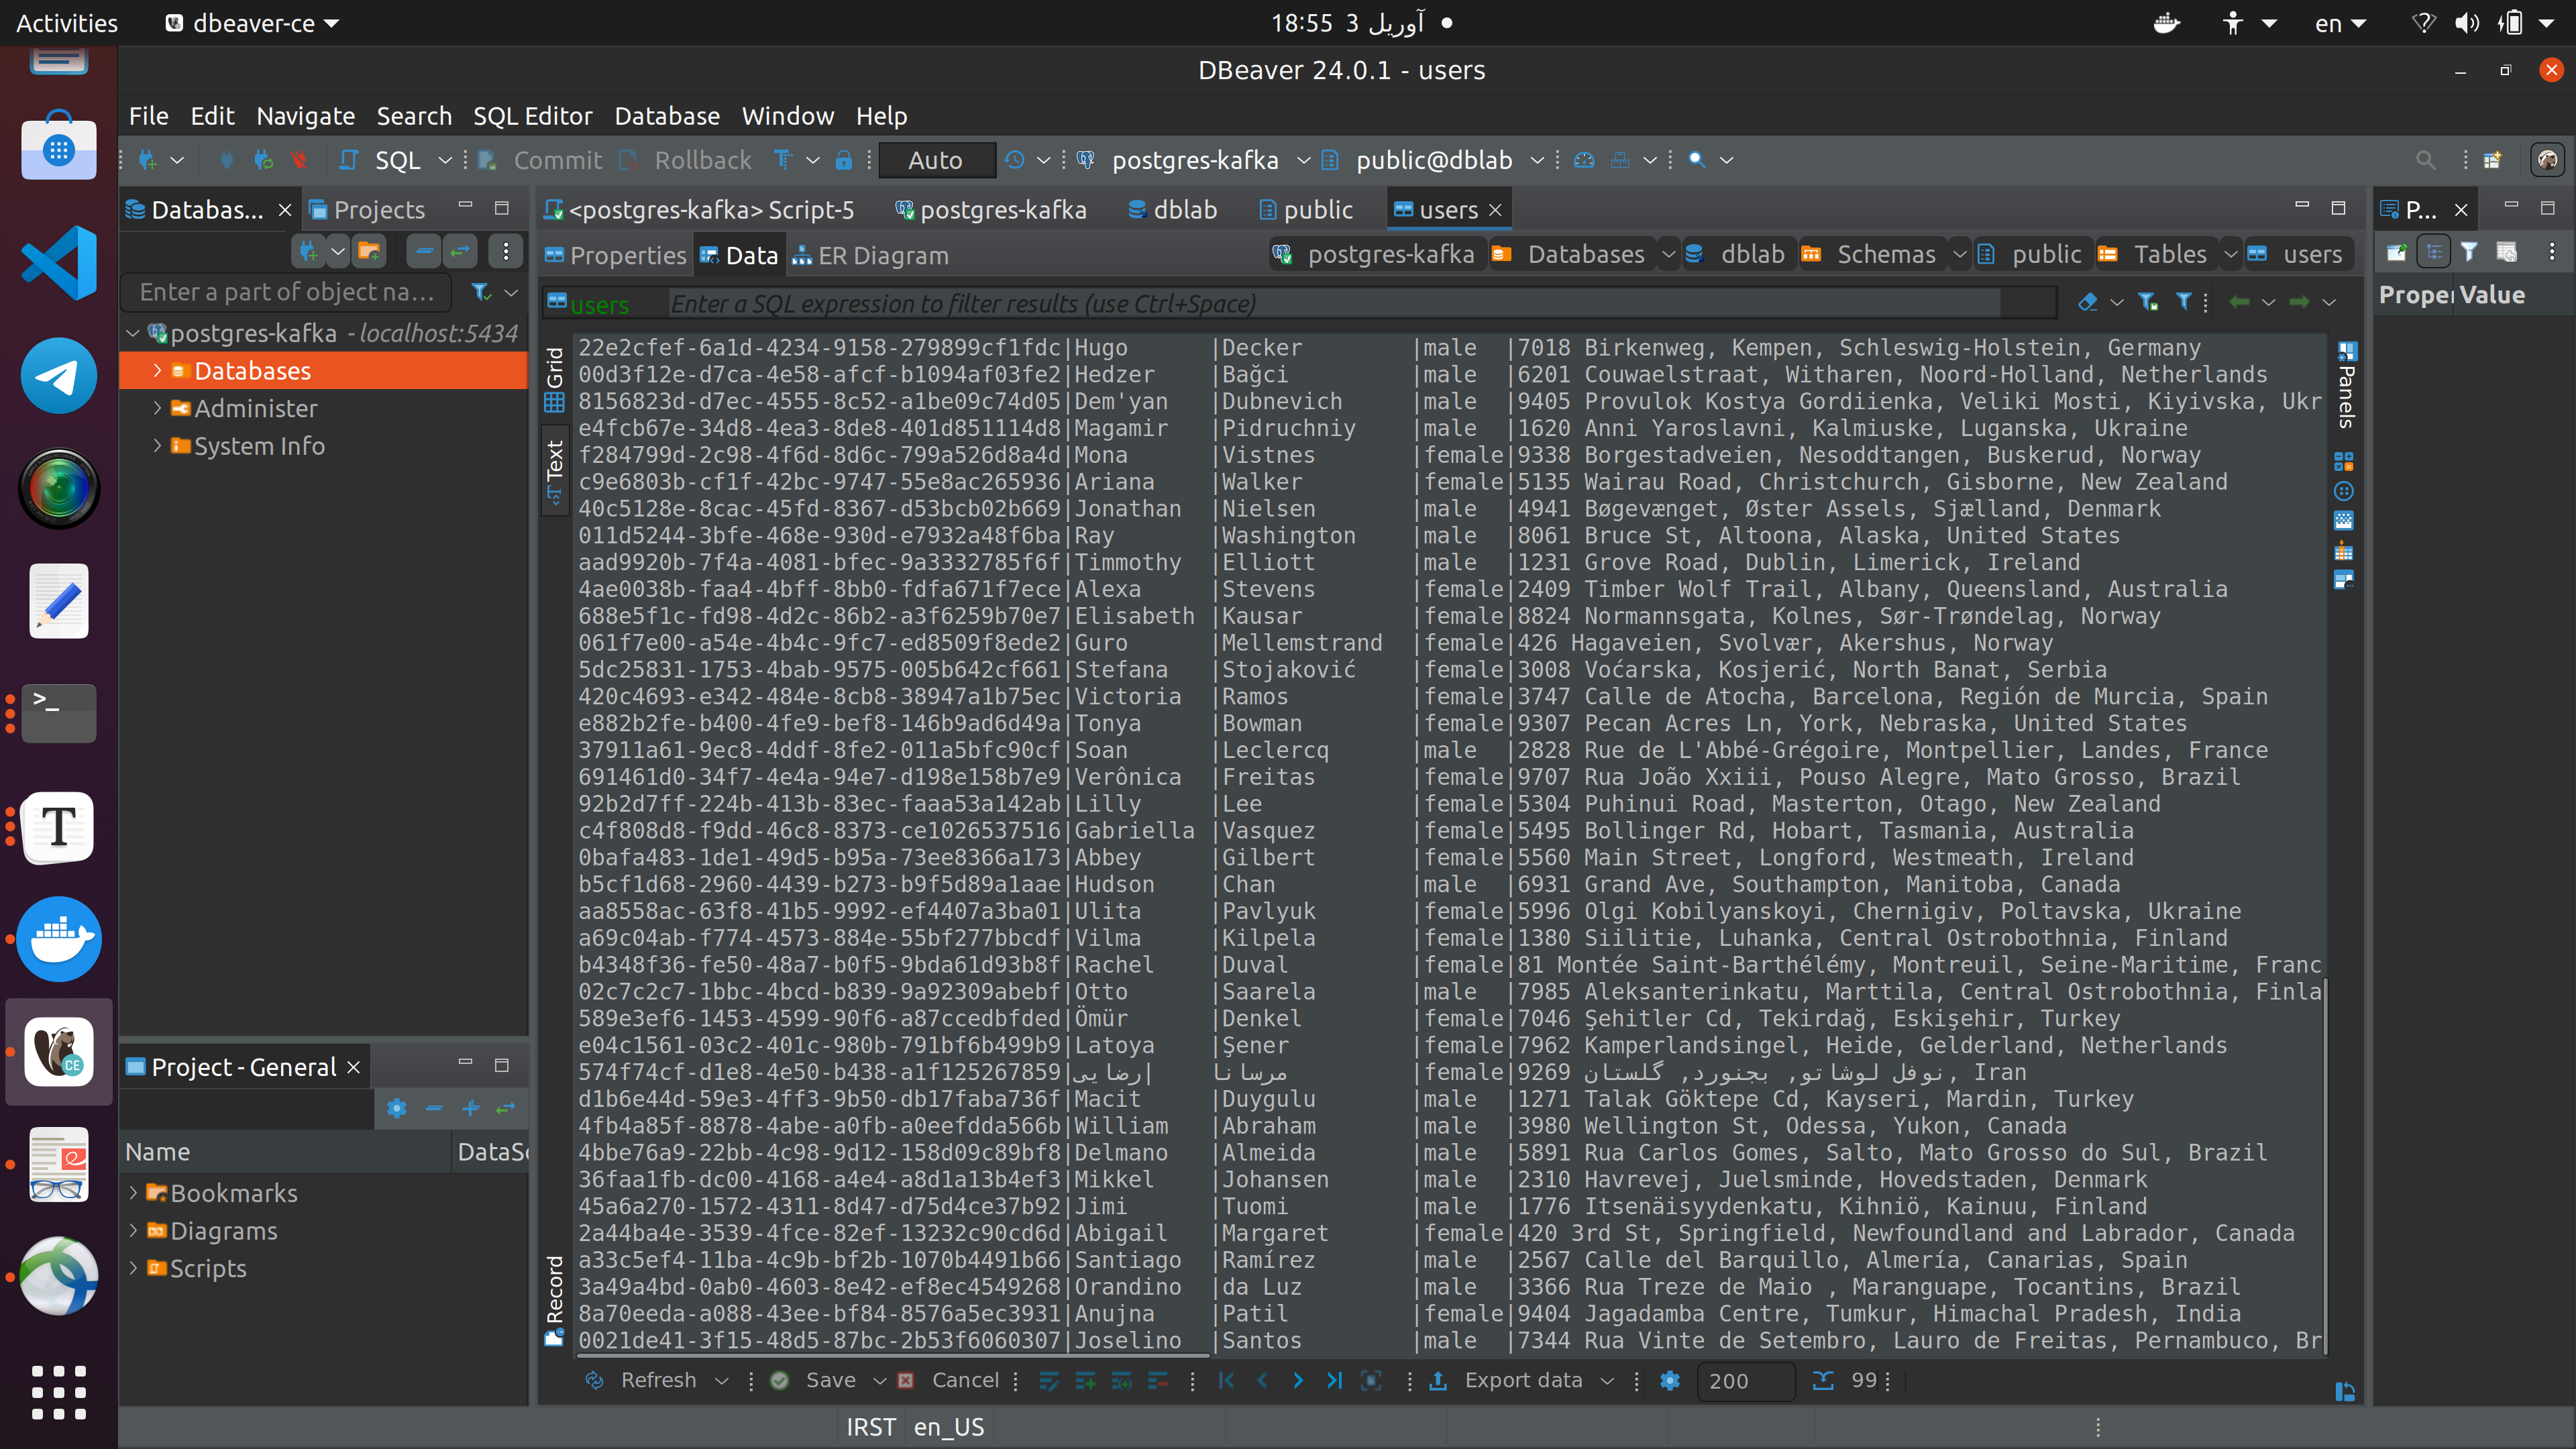 Activities
dbeaver-ce
18:55 3 آوریل
en
DBeaver 24.0.1 - users
File Edit Navigate Search SQL Editor Database Window Help
SQL Commit Rollback Auto postgres-kafka public@dblab
Databas... Projects
<postgres-kafka> Script-5 postgres-kafka dblab public users
P...
Properties Data ER Diagram
postgres-kafka Databases dblab Schemas public Tables users
Enter a part of object na...
users Enter a SQL expression to filter results (use Ctrl+Space)
Proper Value
postgres-kafka - localhost:5434
Databases
Administer
System Info
Grid
Text
Record
Panels
22e2cfef-6a1d-4234-9158-279899cf1fdc|Hugo |Decker |male |7018 Birkenweg, Kempen, Schleswig-Holstein, Germany
00d3f12e-d7ca-4e58-afcf-b1094af03fe2|Hedzer |Bağci |male |6201 Couwaelstraat, Witharen, Noord-Holland, Netherlands
8156823d-d7ec-4555-8c52-a1be09c74d05|Dem'yan |Dubnevich |male |9405 Provulok Kostya Gordiienka, Veliki Mosti, Kiyivska, Ukr
e4fcb67e-34d8-4ea3-8de8-401d851114d8|Magamir |Pidruchniy |male |1620 Anni Yaroslavni, Kalmiuske, Luganska, Ukraine
f284799d-2c98-4f6d-8d6c-799a526d8a4d|Mona |Vistnes |female|9338 Borgestadveien, Nesoddtangen, Buskerud, Norway
c9e6803b-cf1f-42bc-9747-55e8ac265936|Ariana |Walker |female|5135 Wairau Road, Christchurch, Gisborne, New Zealand
40c5128e-8cac-45fd-8367-d53bcb02b669|Jonathan |Nielsen |male |4941 Bøgevænget, Øster Assels, Sjælland, Denmark
011d5244-3bfe-468e-930d-e7932a48f6ba|Ray |Washington |male |8061 Bruce St, Altoona, Alaska, United States
aad9920b-7f4a-4081-bfec-9a3332785f6f|Timmothy |Elliott |male |1231 Grove Road, Dublin, Limerick, Ireland
4ae0038b-faa4-4bff-8bb0-fdfa671f7ece|Alexa |Stevens |female|2409 Timber Wolf Trail, Albany, Queensland, Australia
688e5f1c-fd98-4d2c-86b2-a3f6259b70e7|Elisabeth |Kausar |female|8824 Normannsgata, Kolnes, Sør-Trøndelag, Norway
061f7e00-a54e-4b4c-9fc7-ed8509f8ede2|Guro |Mellemstrand |female|426 Hagaveien, Svolvær, Akershus, Norway
5dc25831-1753-4bab-9575-005b642cf661|Stefana |Stojaković |female|3008 Voćarska, Kosjerić, North Banat, Serbia
420c4693-e342-484e-8cb8-38947a1b75ec|Victoria |Ramos |female|3747 Calle de Atocha, Barcelona, Región de Murcia, Spain
e882b2fe-b400-4fe9-bef8-146b9ad6d49a|Tonya |Bowman |female|9307 Pecan Acres Ln, York, Nebraska, United States
37911a61-9ec8-4ddf-8fe2-011a5bfc90cf|Soan |Leclercq |male |2828 Rue de L'Abbé-Grégoire, Montpellier, Landes, France
691461d0-34f7-4e4a-94e7-d198e158b7e9|Verônica |Freitas |female|9707 Rua João Xxiii, Pouso Alegre, Mato Grosso, Brazil
92b2d7ff-224b-413b-83ec-faaa53a142ab|Lilly |Lee |female|5304 Puhinui Road, Masterton, Otago, New Zealand
c4f808d8-f9dd-46c8-8373-ce1026537516|Gabriella |Vasquez |female|5495 Bollinger Rd, Hobart, Tasmania, Australia
0bafa483-1de1-49d5-b95a-73ee8366a173|Abbey |Gilbert |female|5560 Main Street, Longford, Westmeath, Ireland
b5cf1d68-2960-4439-b273-b9f5d89a1aae|Hudson |Chan |male |6931 Grand Ave, Southampton, Manitoba, Canada
aa8558ac-63f8-41b5-9992-ef4407a3ba01|Ulita |Pavlyuk |female|5996 Olgi Kobilyanskoyi, Chernigiv, Poltavska, Ukraine
a69c04ab-f774-4573-884e-55bf277bbcdf|Vilma |Kilpela |female|1380 Siilitie, Luhanka, Central Ostrobothnia, Finland
b4348f36-fe50-48a7-b0f5-9bda61d93b8f|Rachel |Duval |female|81 Montée Saint-Barthélémy, Montreuil, Seine-Maritime, Franc
02c7c2c7-1bbc-4bcd-b839-9a92309abebf|Otto |Saarela |male |7985 Aleksanterinkatu, Marttila, Central Ostrobothnia, Finla
589e3ef6-1453-4599-90f6-a87ccedbfded|Ömür |Denkel |female|7046 Şehitler Cd, Tekirdağ, Eskişehir, Turkey
e04c1561-03c2-401c-980b-791bf6b499b9|Latoya |Şener |female|7962 Kamperlandsingel, Heide, Gelderland, Netherlands
574f74cf-d1e8-4e50-b438-a1f125267859|مرسانا |رضایی |female|9269 نوفل لوشاتو, بجنورد, گلستان, Iran
d1b6e44d-59e3-4ff3-9b50-db17faba736f|Macit |Duygulu |male |1271 Talak Göktepe Cd, Kayseri, Mardin, Turkey
4fb4a85f-8878-4abe-a0fb-a0eefdda566b|William |Abraham |male |3980 Wellington St, Odessa, Yukon, Canada
4bbe76a9-22bb-4c98-9d12-158d09c89bf8|Delmano |Almeida |male |5891 Rua Carlos Gomes, Salto, Mato Grosso do Sul, Brazil
36faa1fb-dc00-4168-a4e4-a8d1a13b4ef3|Mikkel |Johansen |male |2310 Havrevej, Juelsminde, Hovedstaden, Denmark
45a6a270-1572-4311-8d47-d75d4ce37b92|Jimi |Tuomi |male |1776 Itsenäisyydenkatu, Kihniö, Kainuu, Finland
2a44ba4e-3539-4fce-82ef-13232c90cd6d|Abigail |Margaret |female|420 3rd St, Springfield, Newfoundland and Labrador, Canada
a33c5ef4-11ba-4c9b-bf2b-1070b4491b66|Santiago |Ramírez |male |2567 Calle del Barquillo, Almería, Canarias, Spain
3a49a4bd-0ab0-4603-8e42-ef8ec4549268|Orandino |da Luz |male |3366 Rua Treze de Maio , Maranguape, Tocantins, Brazil
8a70eeda-a088-43ee-bf84-8576a5ec3931|Anujna |Patil |female|9404 Jagadamba Centre, Tumkur, Himachal Pradesh, India
0021de41-3f15-48d5-87bc-2b53f6060307|Joselino |Santos |male |7344 Rua Vinte de Setembro, Lauro de Freitas, Pernambuco, Br
Project - General
Name DataSc
Bookmarks
Diagrams
Scripts
Refresh Save Cancel Export data 200 99
IRST en_US